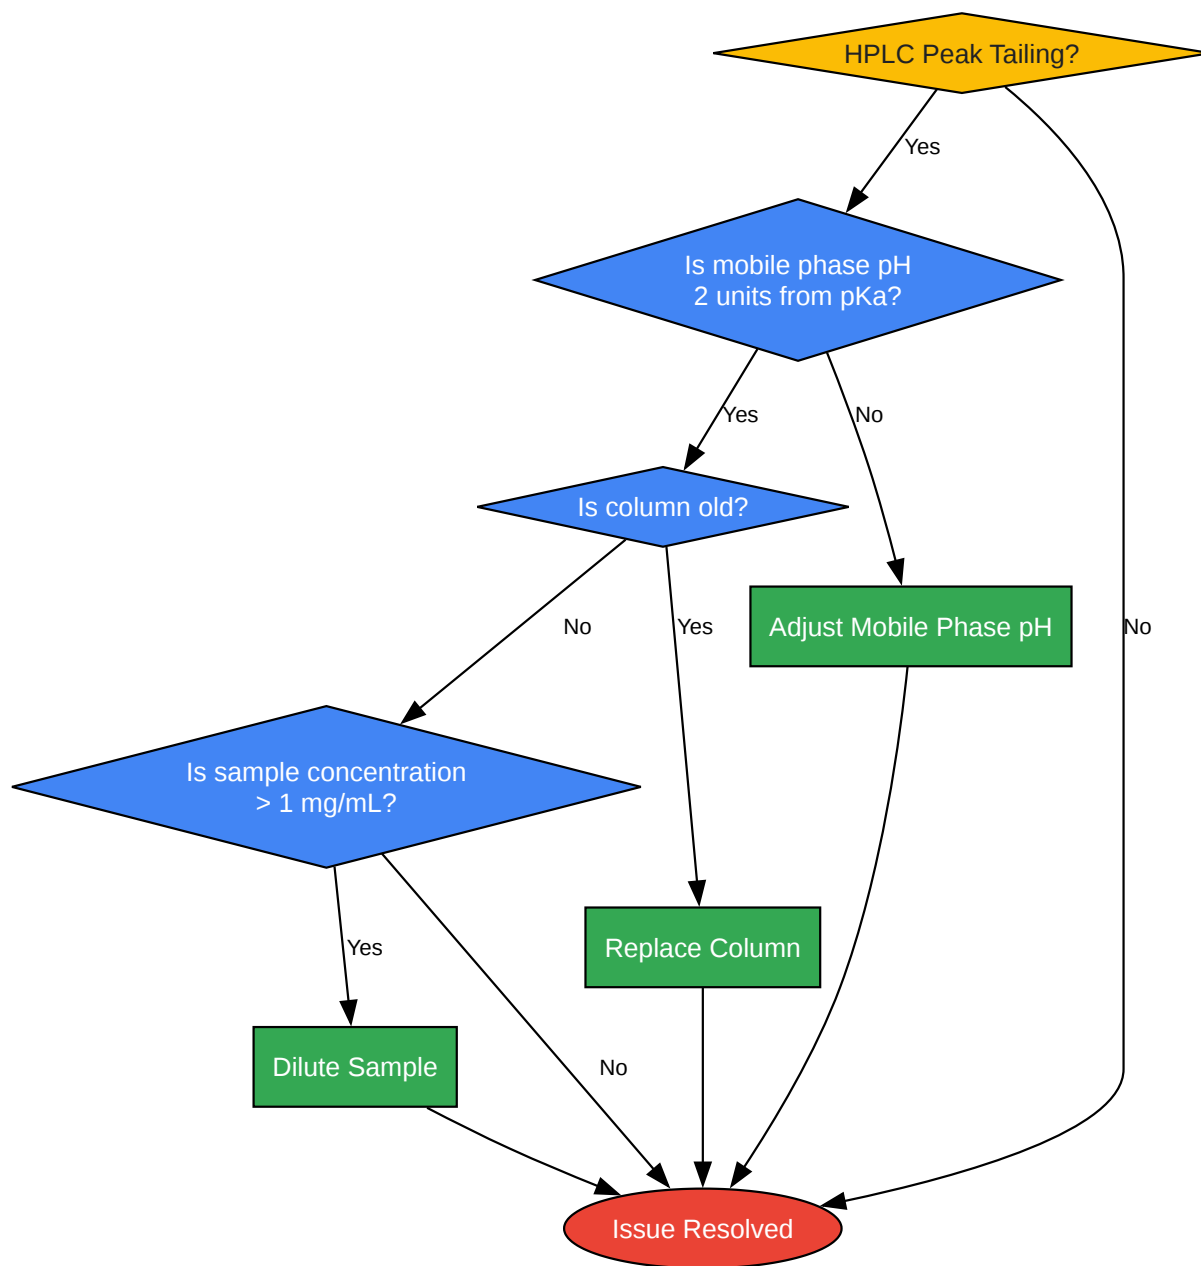 HPLC Peak Tailing?
Yes
Is mobile phase pH
2 units from pKa?
Yes
No
Is column old?
No
Yes
Adjust Mobile Phase pH
No
Is sample concentration
> 1 mg/mL?
Yes
Replace Column
Dilute Sample
No
Issue Resolved